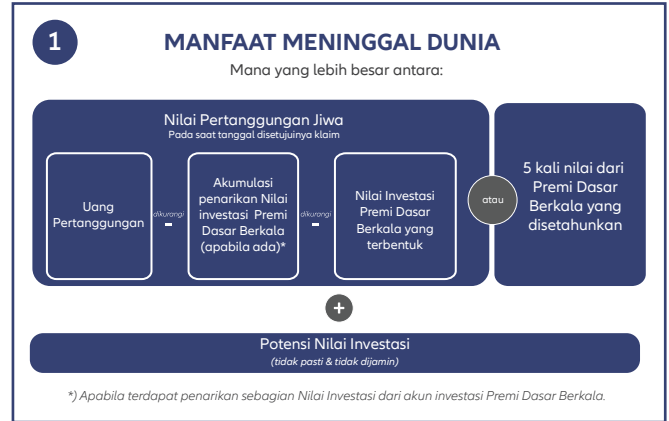 1
MANFAAT MENINGGAL DUNIA
Mana yang lebih besar antara:
Nilai Pertanggungan Jiwa
Pada saat tanggal disetujuinya klaim
Uang
Pertanggungan
dikurangi
-
Akumulasi
penarikan Nilai
investasi Premi
Dasar Berkala
(apabila ada)*
dikurangi
-
Nilai Investasi
Premi Dasar
Berkala yang
terbentuk
atau
5 kali nilai dari
Premi Dasar
Berkala yang
disetahunkan
+
Potensi Nilai Investasi
(tidak pasti & tidak dijamin)
*) Apabila terdapat penarikan sebagian Nilai Investasi dari akun investasi Premi Dasar Berkala.